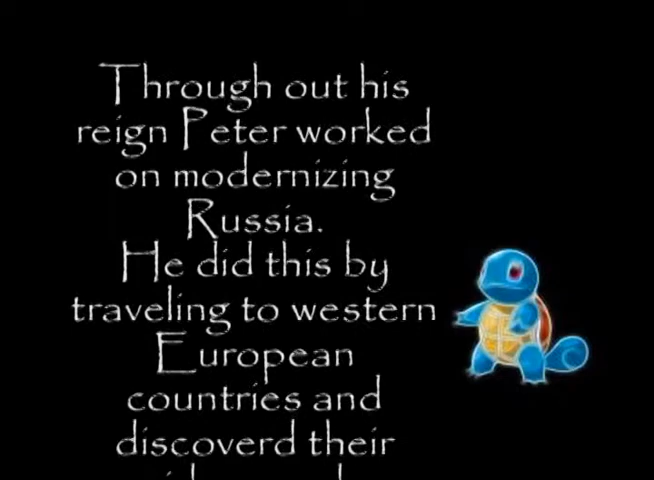 Through out his
reign Peter worked
on modernizing
Russia.
He did this by
traveling to western
European
countries and
discoverd their